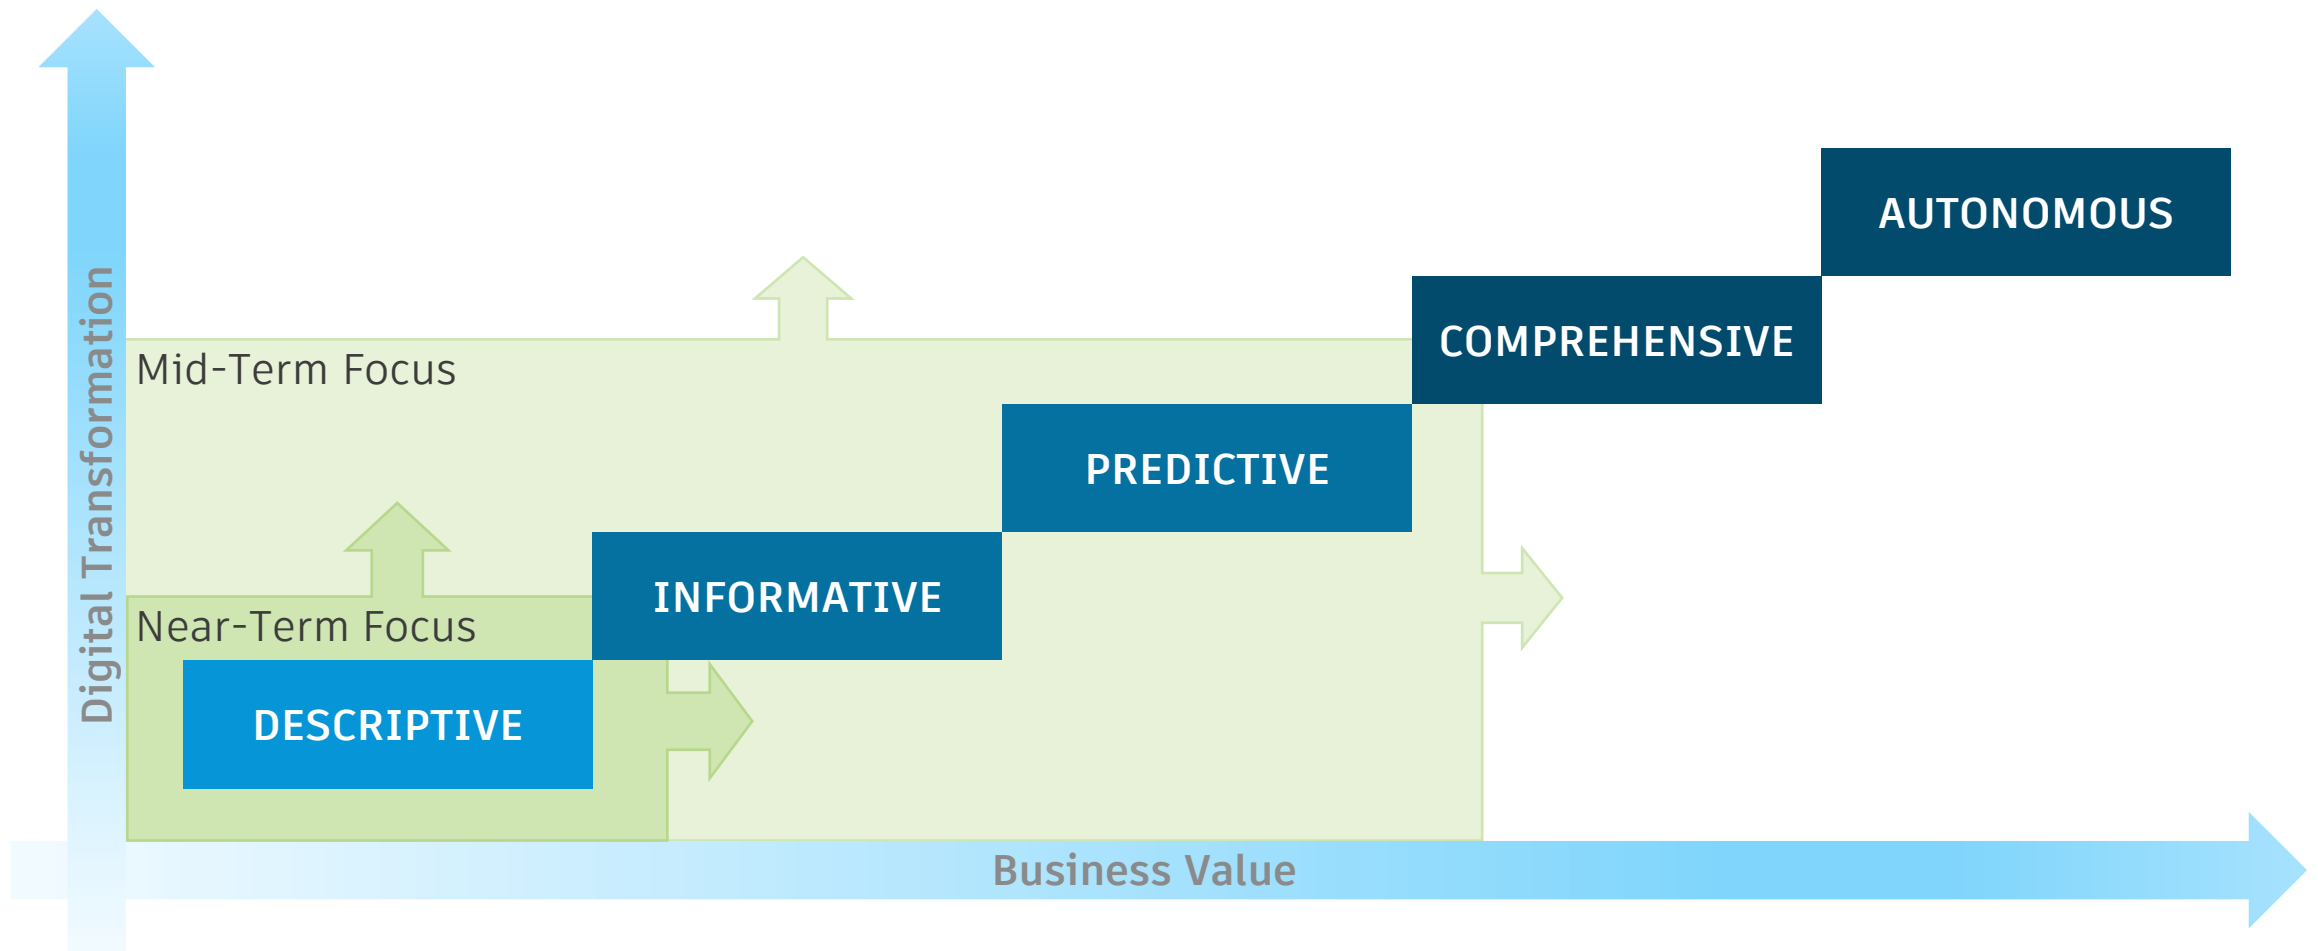 AUTONOMOUS
COMPREHENSIVE
Mid-Term Focus
PREDICTIVE
INFORMATIVE
Near-Term Focus
DESCRIPTIVE
Digital Transformation
Business Value